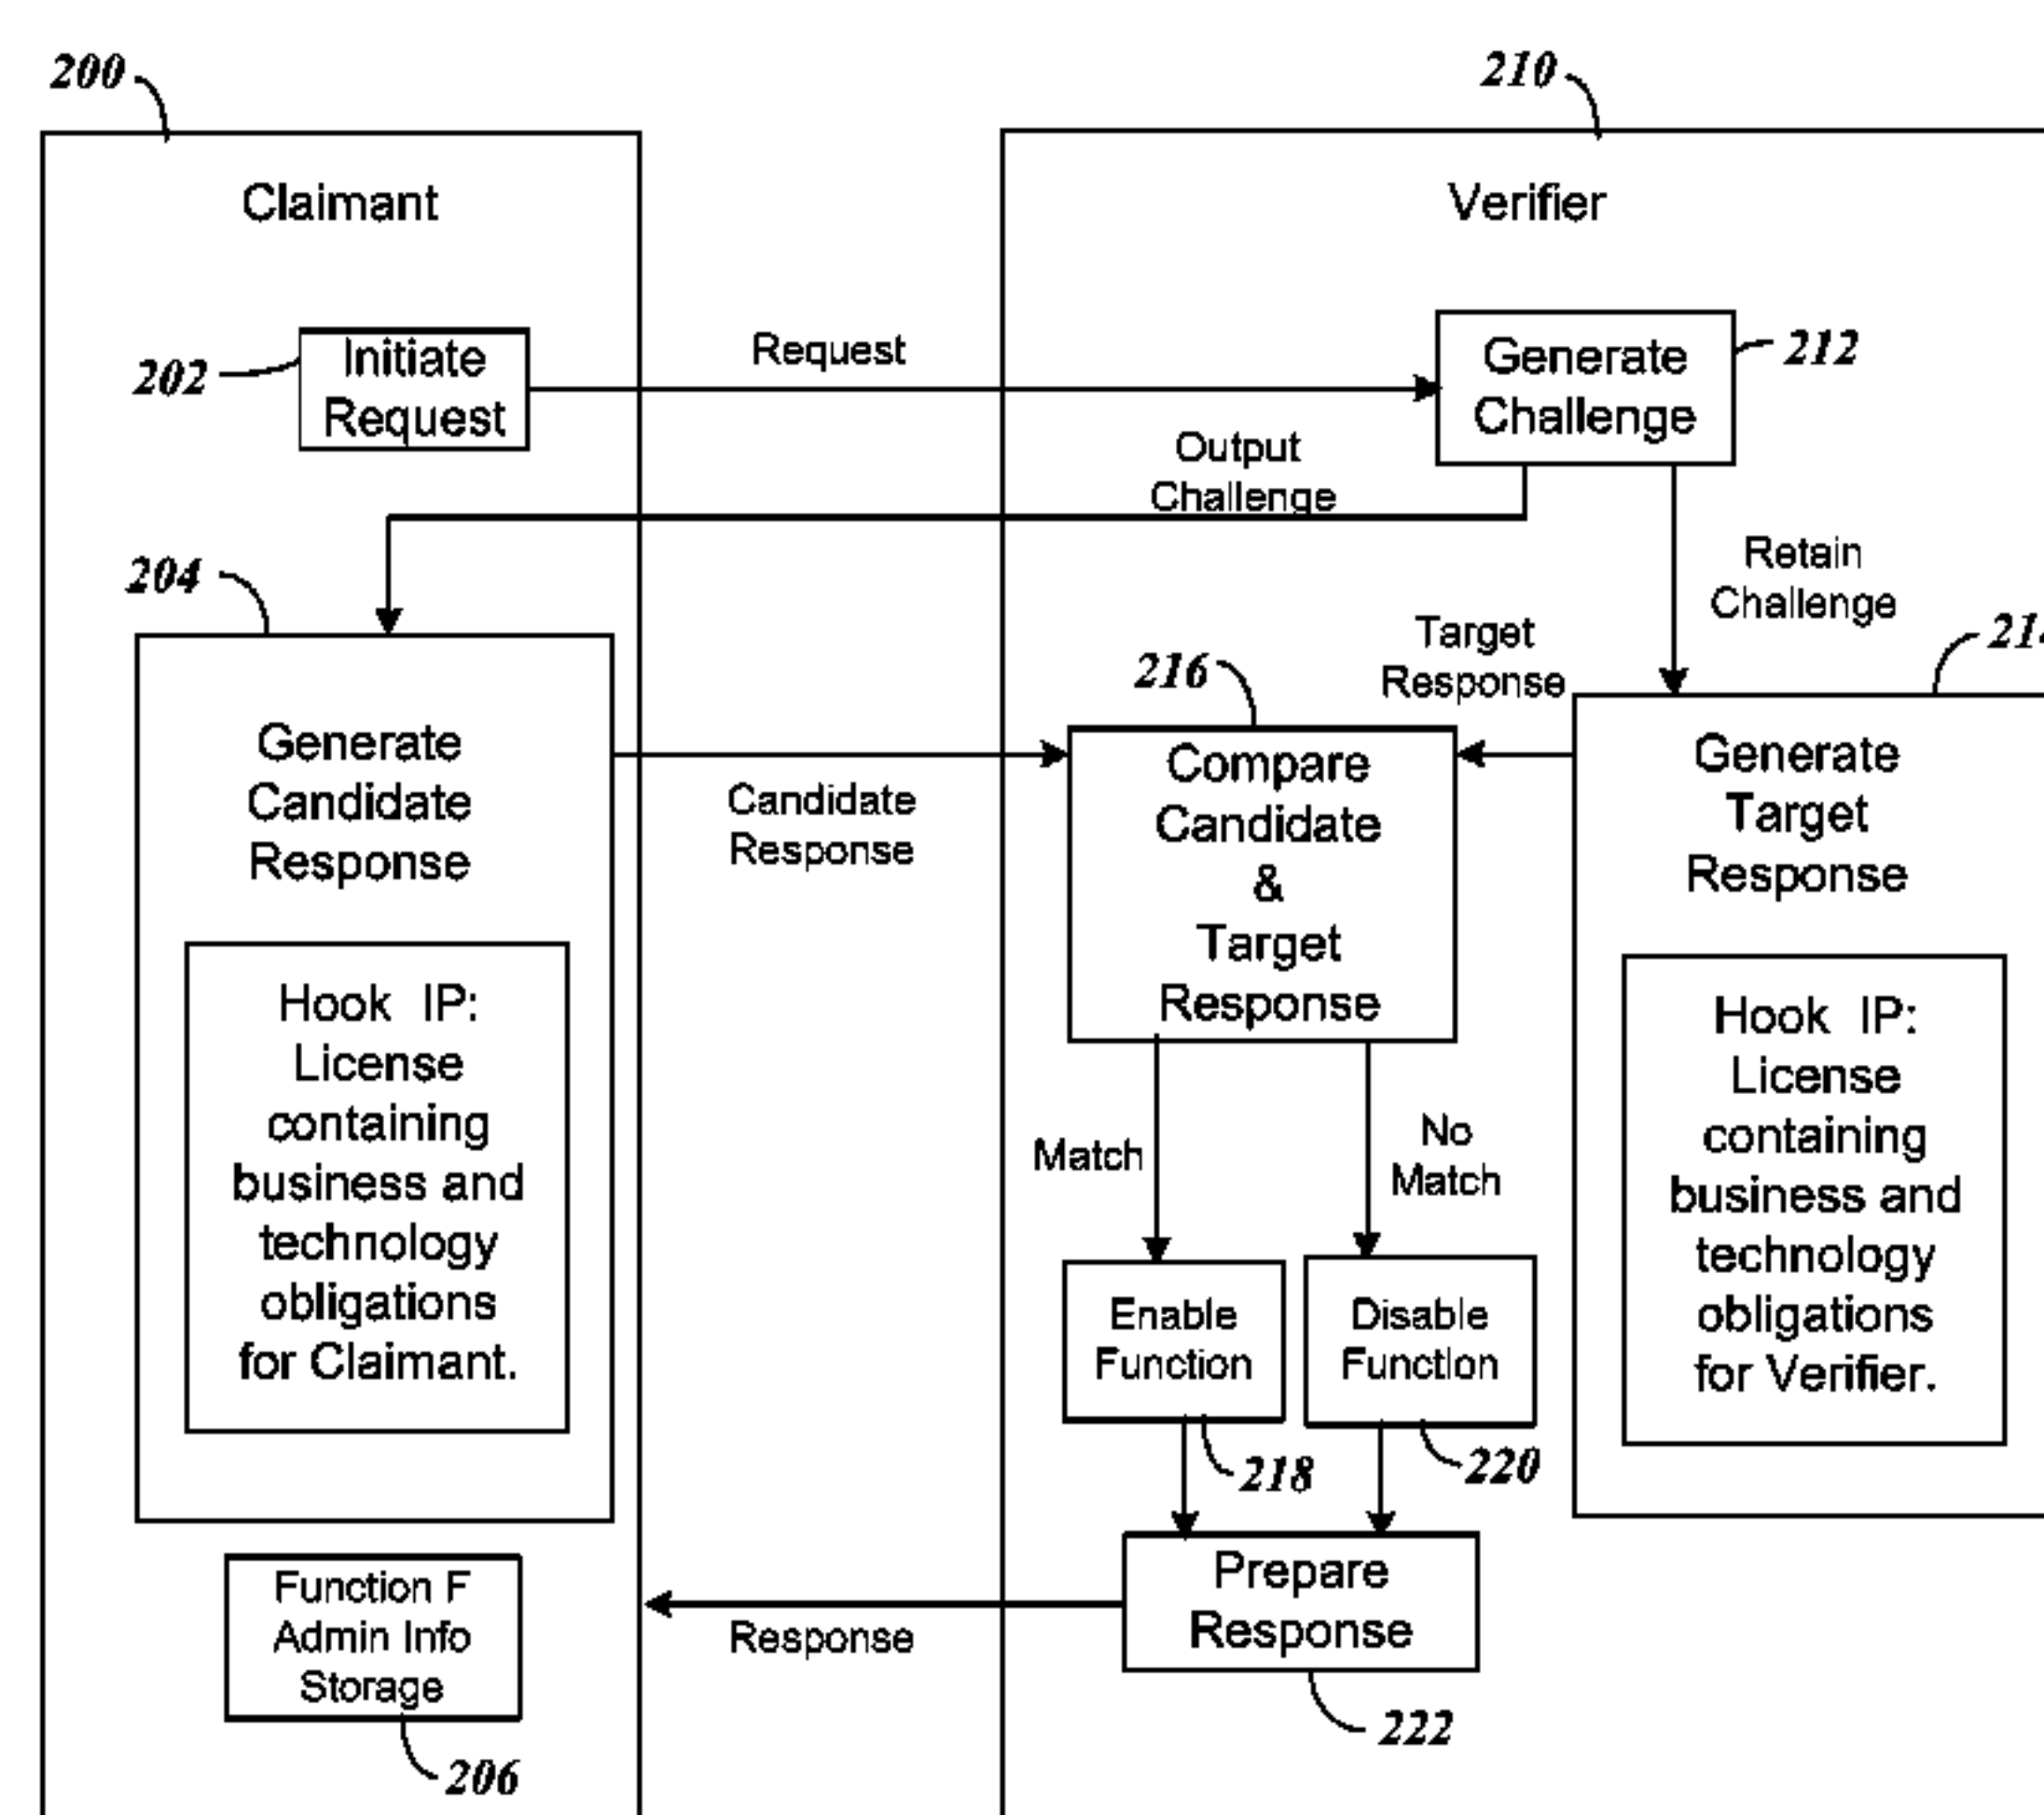 200
210
Claimant
Verifier
202
Initiate
Request
Request
Generate
Challenge
212
Output
Challenge
Retain
Challenge
204
Target
Response
216
Generate
Candidate
Response
Candidate
Response
Compare
Candidate
&
Target
Response
Generate
Target
Response
Hook IP:
License
containing
business and
technology
obligations
for Claimant.
Hook IP:
License
containing
business and
technology
obligations
for Verifier.
Match
No
Match
Enable
Function
Disable
Function
218
220
Function F
Admin Info
Storage
206
Response
Prepare
Response
222